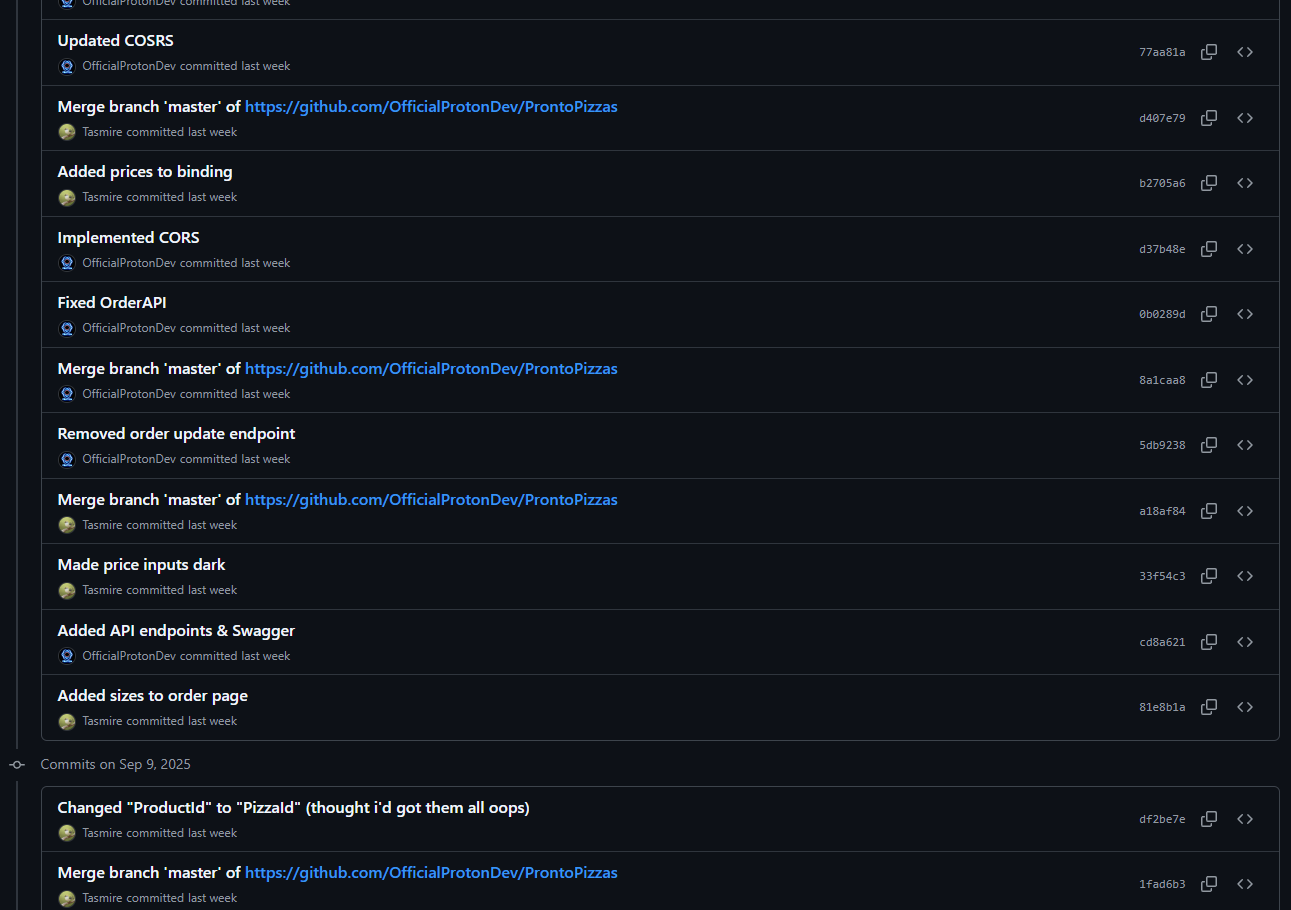 OfficialProtonDev committed last week
Updated COSRS
OfficialProtonDev committed last week
77aa81a
Merge branch 'master' of https://github.com/OfficialProtonDev/ProntoPizzas
Tasmire committed last week
d407e79
Added prices to binding
Tasmire committed last week
b2705a6
Implemented CORS
OfficialProtonDev committed last week
d37b48e
Fixed OrderAPI
OfficialProtonDev committed last week
0b0289d
Merge branch 'master' of https://github.com/OfficialProtonDev/ProntoPizzas
OfficialProtonDev committed last week
8a1caa8
Removed order update endpoint
OfficialProtonDev committed last week
5db9238
Merge branch 'master' of https://github.com/OfficialProtonDev/ProntoPizzas
Tasmire committed last week
a18af84
Made price inputs dark
Tasmire committed last week
33f54c3
Added API endpoints & Swagger
OfficialProtonDev committed last week
cd8a621
Added sizes to order page
Tasmire committed last week
81e8b1a
Commits on Sep 9, 2025
Changed "ProductId" to "PizzaId" (thought i'd got them all oops)
Tasmire committed last week
df2be7e
Merge branch 'master' of https://github.com/OfficialProtonDev/ProntoPizzas
Tasmire committed last week
1fad6b3